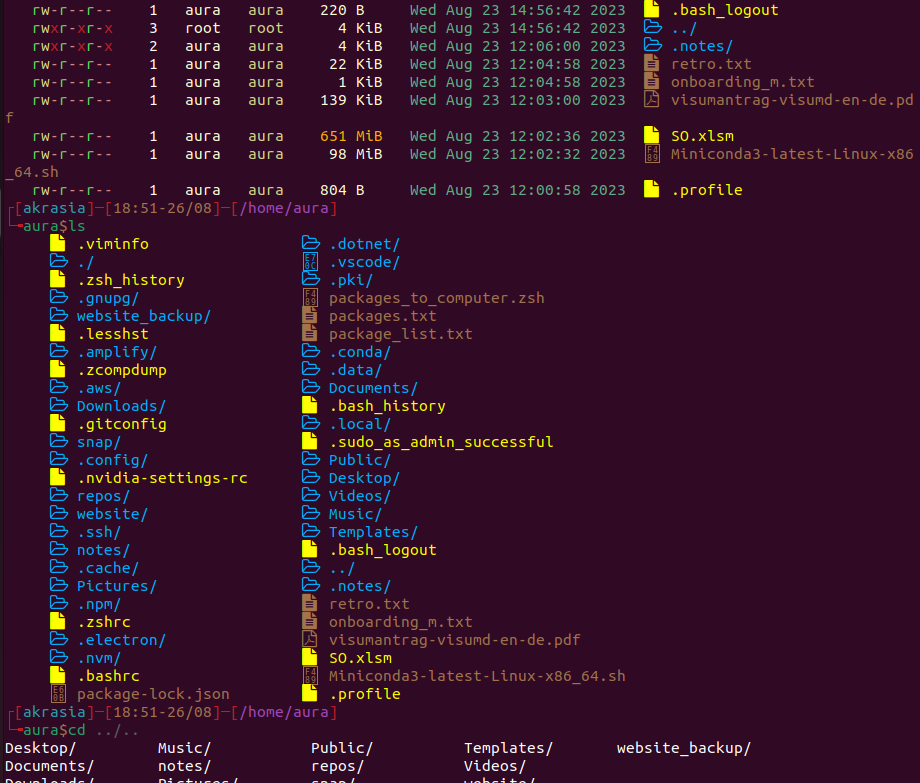 rw-r--r-- 1 aura aura 220 B Wed Aug 23 14:56:42 2023 .bash_logout
rwxr-xr-x 3 root root 4 KiB Wed Aug 23 14:56:42 2023 ../
rwxr-xr-x 2 aura aura 4 KiB Wed Aug 23 12:06:00 2023 .notes/
rw-r--r-- 1 aura aura 22 KiB Wed Aug 23 12:04:58 2023 retro.txt
rw-r--r-- 1 aura aura 1 KiB Wed Aug 23 12:04:58 2023 onboarding_m.txt
rw-r--r-- 1 aura aura 139 KiB Wed Aug 23 12:03:00 2023 visumantrag-visumd-en-de.pd
f
rw-r--r-- 1 aura aura 651 MiB Wed Aug 23 12:02:36 2023 SO.xlsm
rw-r--r-- 1 aura aura 98 MiB Wed Aug 23 12:02:32 2023 F489 Miniconda3-latest-Linux-x86
_64.sh
rw-r--r-- 1 aura aura 804 B Wed Aug 23 12:00:58 2023 .profile
┌[akrasia]─[18:51-26/08]─[/home/aura]
└╼aura$ls
.viminfo .dotnet/
./ E70C .vscode/
.zsh_history .pki/
.gnupg/ F489 packages_to_computer.zsh
website_backup/ packages.txt
.lesshst package_list.txt
.amplify/ .conda/
.zcompdump .data/
.aws/ Documents/
Downloads/ .bash_history
.gitconfig .local/
snap/ .sudo_as_admin_successful
.config/ Public/
.nvidia-settings-rc Desktop/
repos/ Videos/
website/ Music/
.ssh/ Templates/
notes/ .bash_logout
.cache/ ../
Pictures/ .notes/
.npm/ retro.txt
.zshrc onboarding_m.txt
.electron/ visumantrag-visumd-en-de.pdf
.nvm/ SO.xlsm
.bashrc F489 Miniconda3-latest-Linux-x86_64.sh
E60B package-lock.json .profile
┌[akrasia]─[18:51-26/08]─[/home/aura]
└╼aura$cd ../..
Desktop/ Music/ Public/ Templates/ website_backup/
Documents/ notes/ repos/ Videos/
Downloads/ Pictures/ snap/ website/